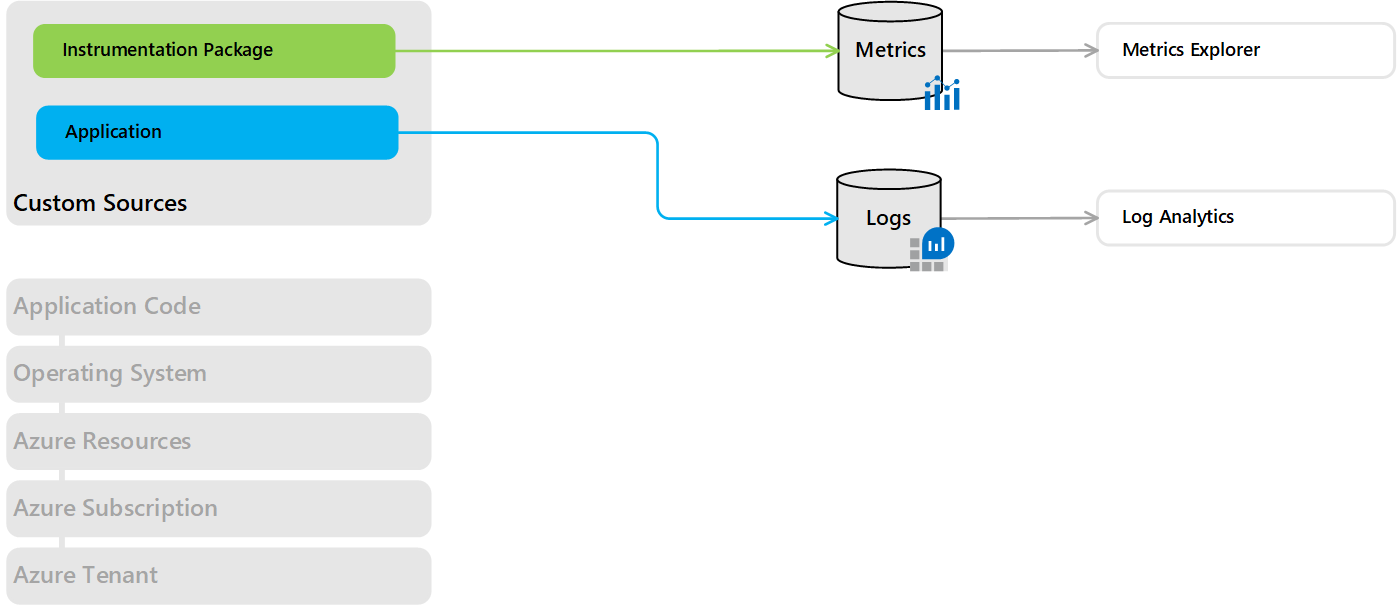 Instrumentation Package
Metrics
Metrics Explorer
Application
Custom Sources
Logs
Log Analytics
Application Code
Operating System
Azure Resources
Azure Subscription
Azure Tenant